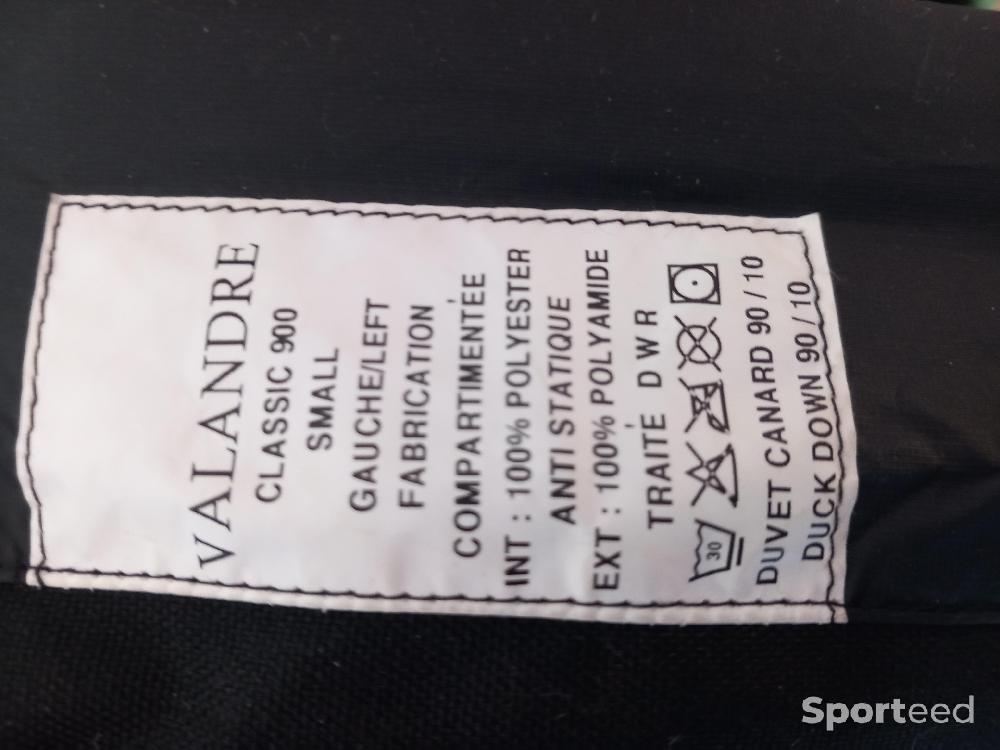 VALANDRE
CLASSIC 900
SMALL
GAUCHE/LEFT
FABRICATION
COMPARTIMENTÉE
INT : 100% POLYESTER
ANTI STATIQUE
EXT : 100% POLYAMIDE
TRAITÉ DWR
30
DUVET CANARD 90 / 10
DUCK DOWN 90 / 10
Sporteed